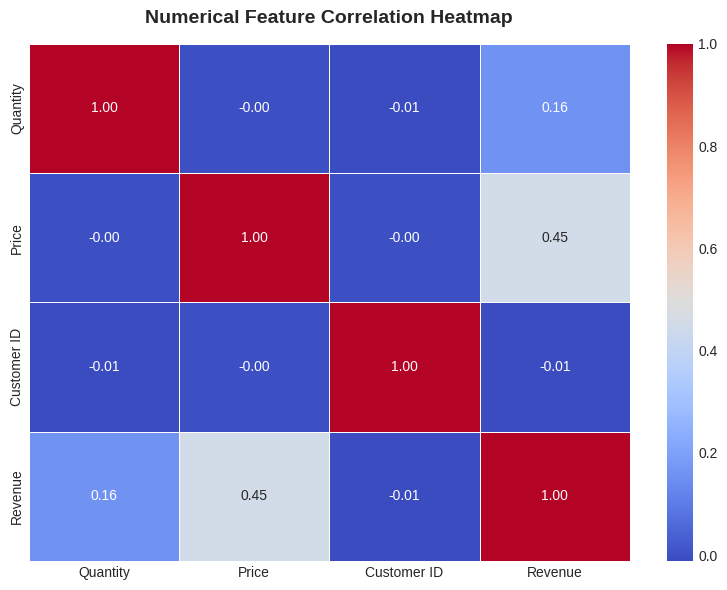 Numerical Feature Correlation Heatmap
Quantity 1.00 -0.00 -0.01 0.16
Price -0.00 1.00 -0.00 0.45
Customer ID -0.01 -0.00 1.00 -0.01
Revenue 0.16 0.45 -0.01 1.00
Quantity Price Customer ID Revenue
1.0
0.8
0.6
0.4
0.2
0.0